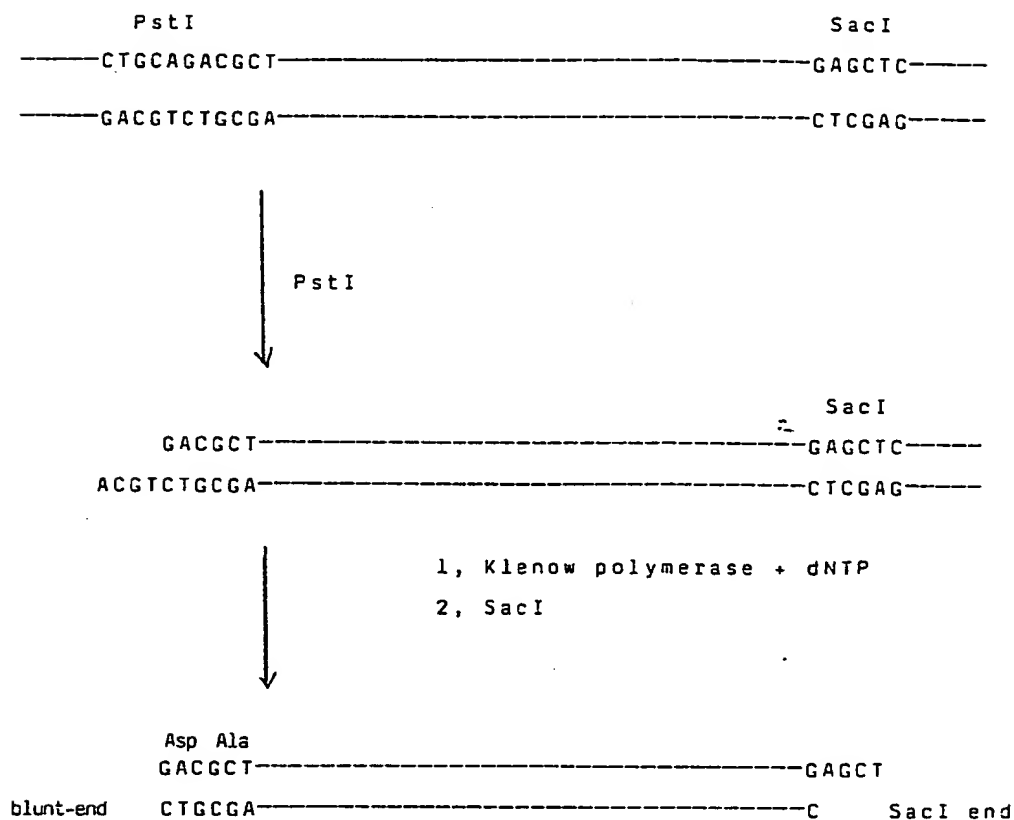 PstI SacI
-----CTGCAGACGCT------------------------------GAGCTC-----
-----GACGTCTGCGA------------------------------CTCGAG-----
PstI
SacI
GACGCT------------------------------GAGCTC-----
ACGTCTGCGA------------------------------CTCGAG-----
1, Klenow polymerase + dNTP
2, SacI
Asp Ala
GACGCT------------------------------GAGCT
blunt-end CTGCGA------------------------------C SacI end